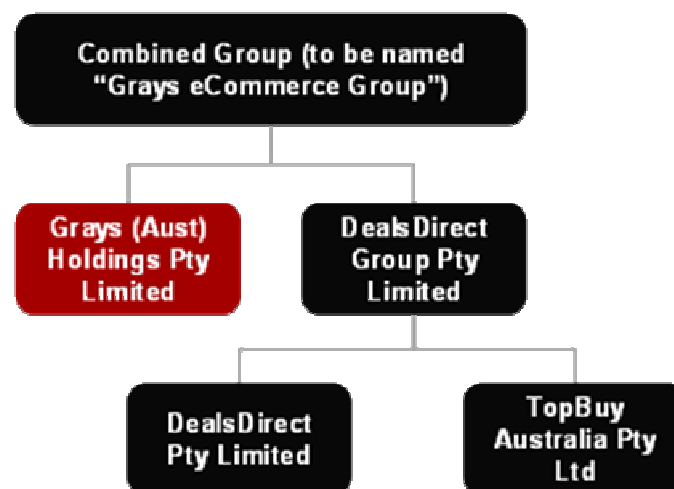 Combined Group (to be named
“Grays eCommerce Group”)
Grays (Aust)
Holdings Pty
Limited
DealsDirect
Group Pty
Limited
DealsDirect
Pty Limited
TopBuy
Australia Pty
Ltd